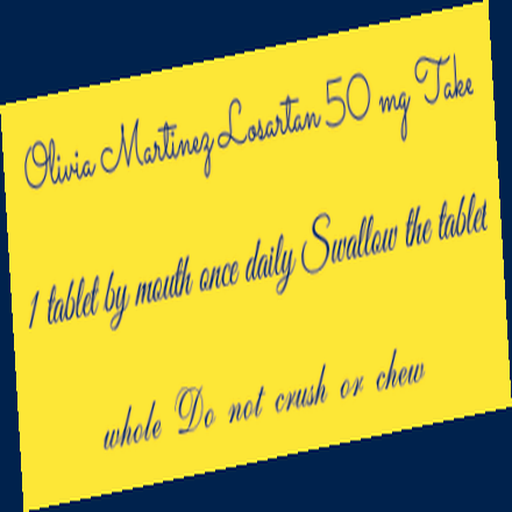 Olivia Martinez Losartan 50 mg Take
1 tablet by mouth once daily Swallow the tablet
whole Do not crush or chew